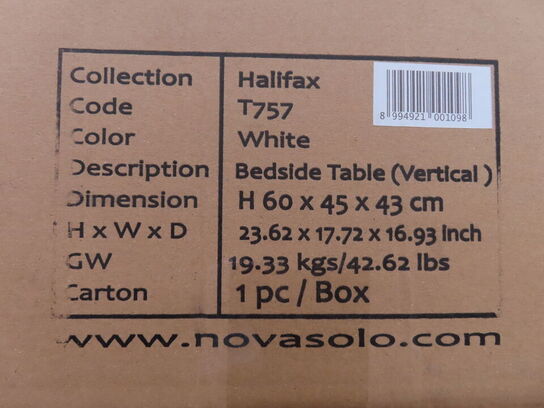 Collection Halifax
Code T757
Color White
Description Bedside Table (Vertical)
Dimension H 60 x 45 x 43 cm
H x W x D 23.62 x 17.72 x 16.93 inch
GW 19.33 kgs/42.62 lbs
Carton 1 pc / Box
www.novasolo.com
8 994921 001098